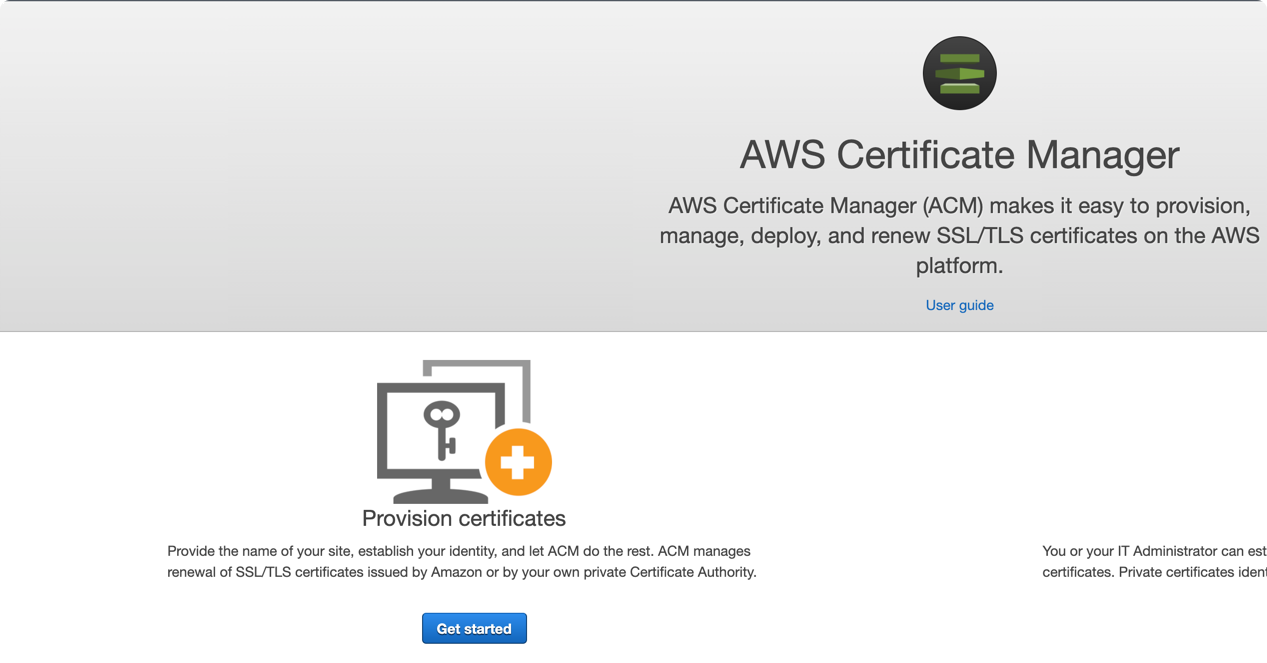 AWS Certificate Manager
AWS Certificate Manager (ACM) makes it easy to provision,
manage, deploy, and renew SSL/TLS certificates on the AWS
platform.
User guide
Provision certificates
Provide the name of your site, establish your identity, and let ACM do the rest. ACM manages
renewal of SSL/TLS certificates issued by Amazon or by your own private Certificate Authority.
Get started
You or your IT Administrator can est
certificates. Private certificates ident